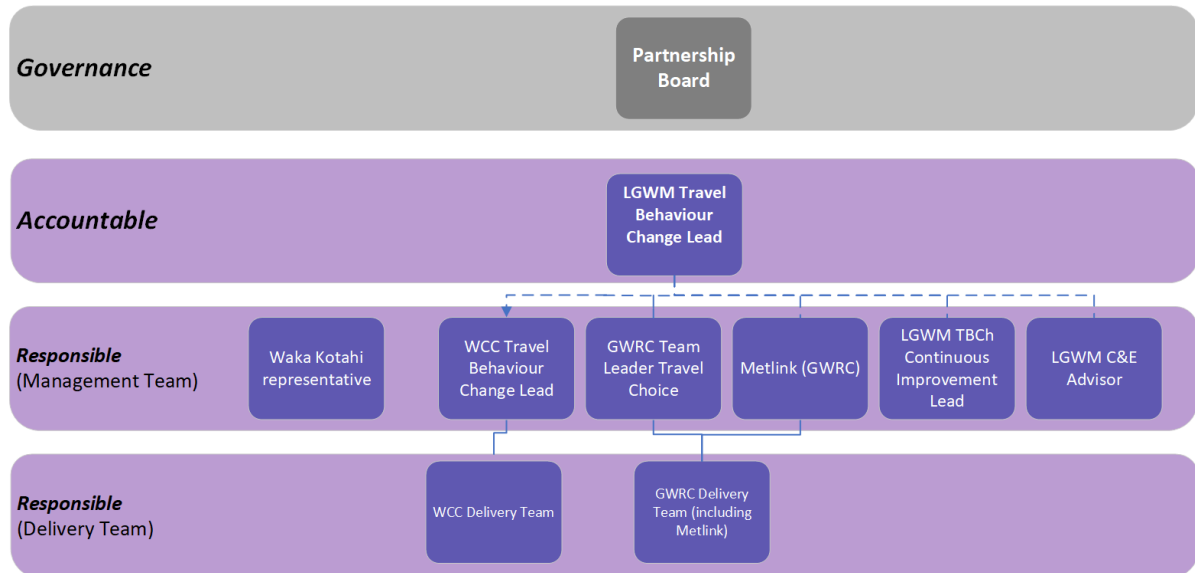 Governance
Partnership
Board
Accountable
LGWM Travel
Behaviour
Change Lead
Responsible
(Management Team)
Waka Kotahi
representative
WCC Travel
Behaviour
Change Lead
GWRC Team
Leader Travel
Choice
Metlink (GWRC)
LGWM TBCh
Continuous
Improvement
Lead
LGWM C&E
Advisor
Responsible
(Delivery Team)
WCC Delivery Team
GWRC Delivery
Team (including
Metlink)